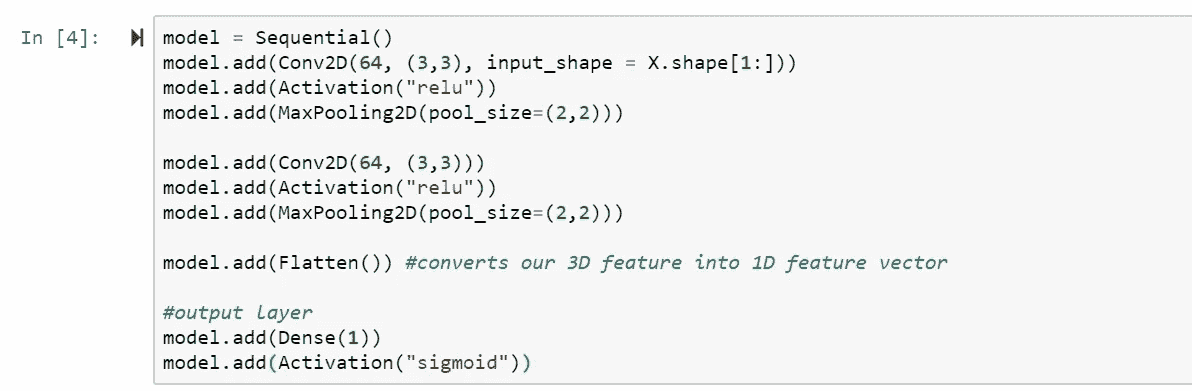 In [4]:
model = Sequential()
model.add(Conv2D(64, (3,3), input_shape = X.shape[1:]))
model.add(Activation("relu"))
model.add(MaxPooling2D(pool_size=(2,2)))
model.add(Conv2D(64, (3,3)))
model.add(Activation("relu"))
model.add(MaxPooling2D(pool_size=(2,2)))
model.add(Flatten()) #converts our 3D feature into 1D feature vector
#output layer
model.add(Dense(1))
model.add(Activation("sigmoid"))